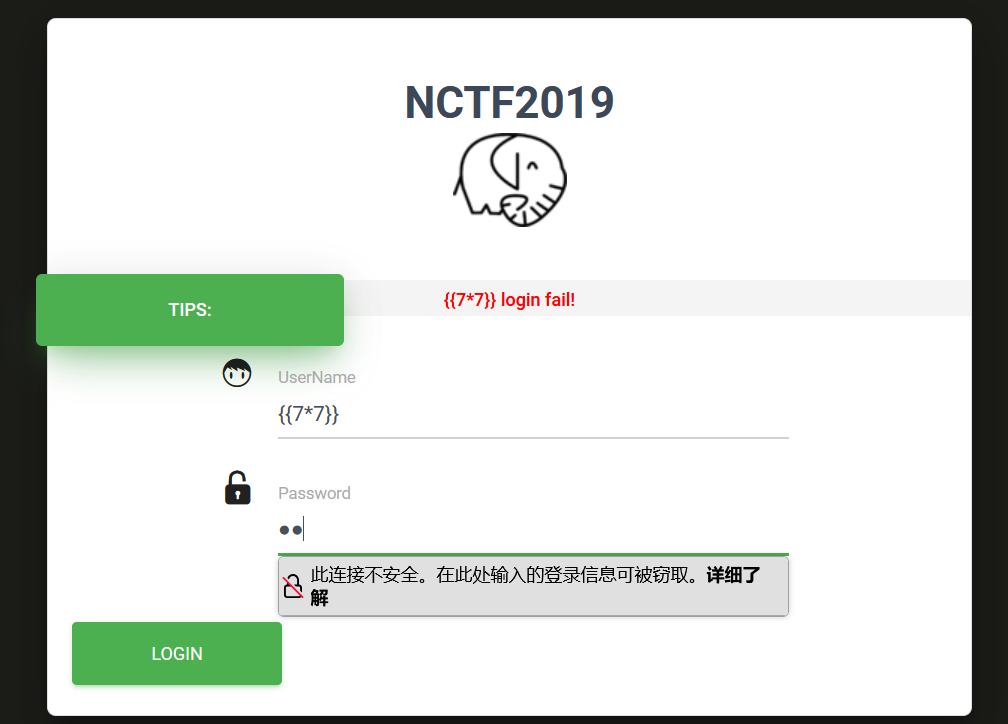 NCTF2019
TIPS:
{{7*7}} login fail!
UserName
{{7*7}}
Password
此连接不安全。在此处输入的登录信息可被窃取。详细了
解
LOGIN